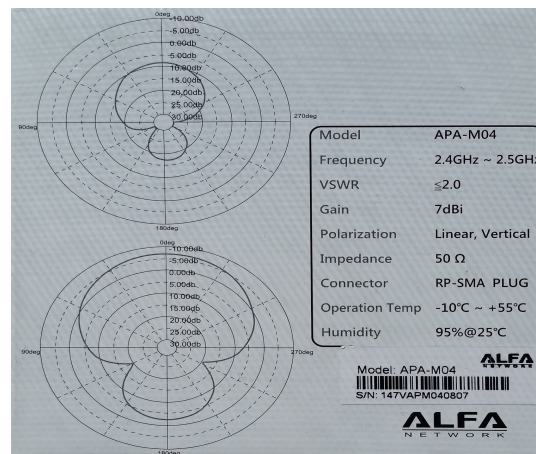 0deg
-10.00db
-5.00db
0.00db
5.00db
10.00db
15.00db
20.00db
25.00db
30.00db
90deg
270deg
180deg
0deg
-10.00db
-5.00db
0.00db
5.00db
10.00db
15.00db
20.00db
25.00db
30.00db
90deg
270deg
180deg
Model APA-M04
Frequency 2.4GHz ~ 2.5GHz
VSWR ≦2.0
Gain 7dBi
Polarization Linear, Vertical
Impedance 50 Ω
Connector RP-SMA PLUG
Operation Temp -10℃ ~ +55℃
Humidity 95%@25℃
ALFA
NETWORK
Model: APA-M04
S/N: 147VAPM040807
ALFA
NETWORK